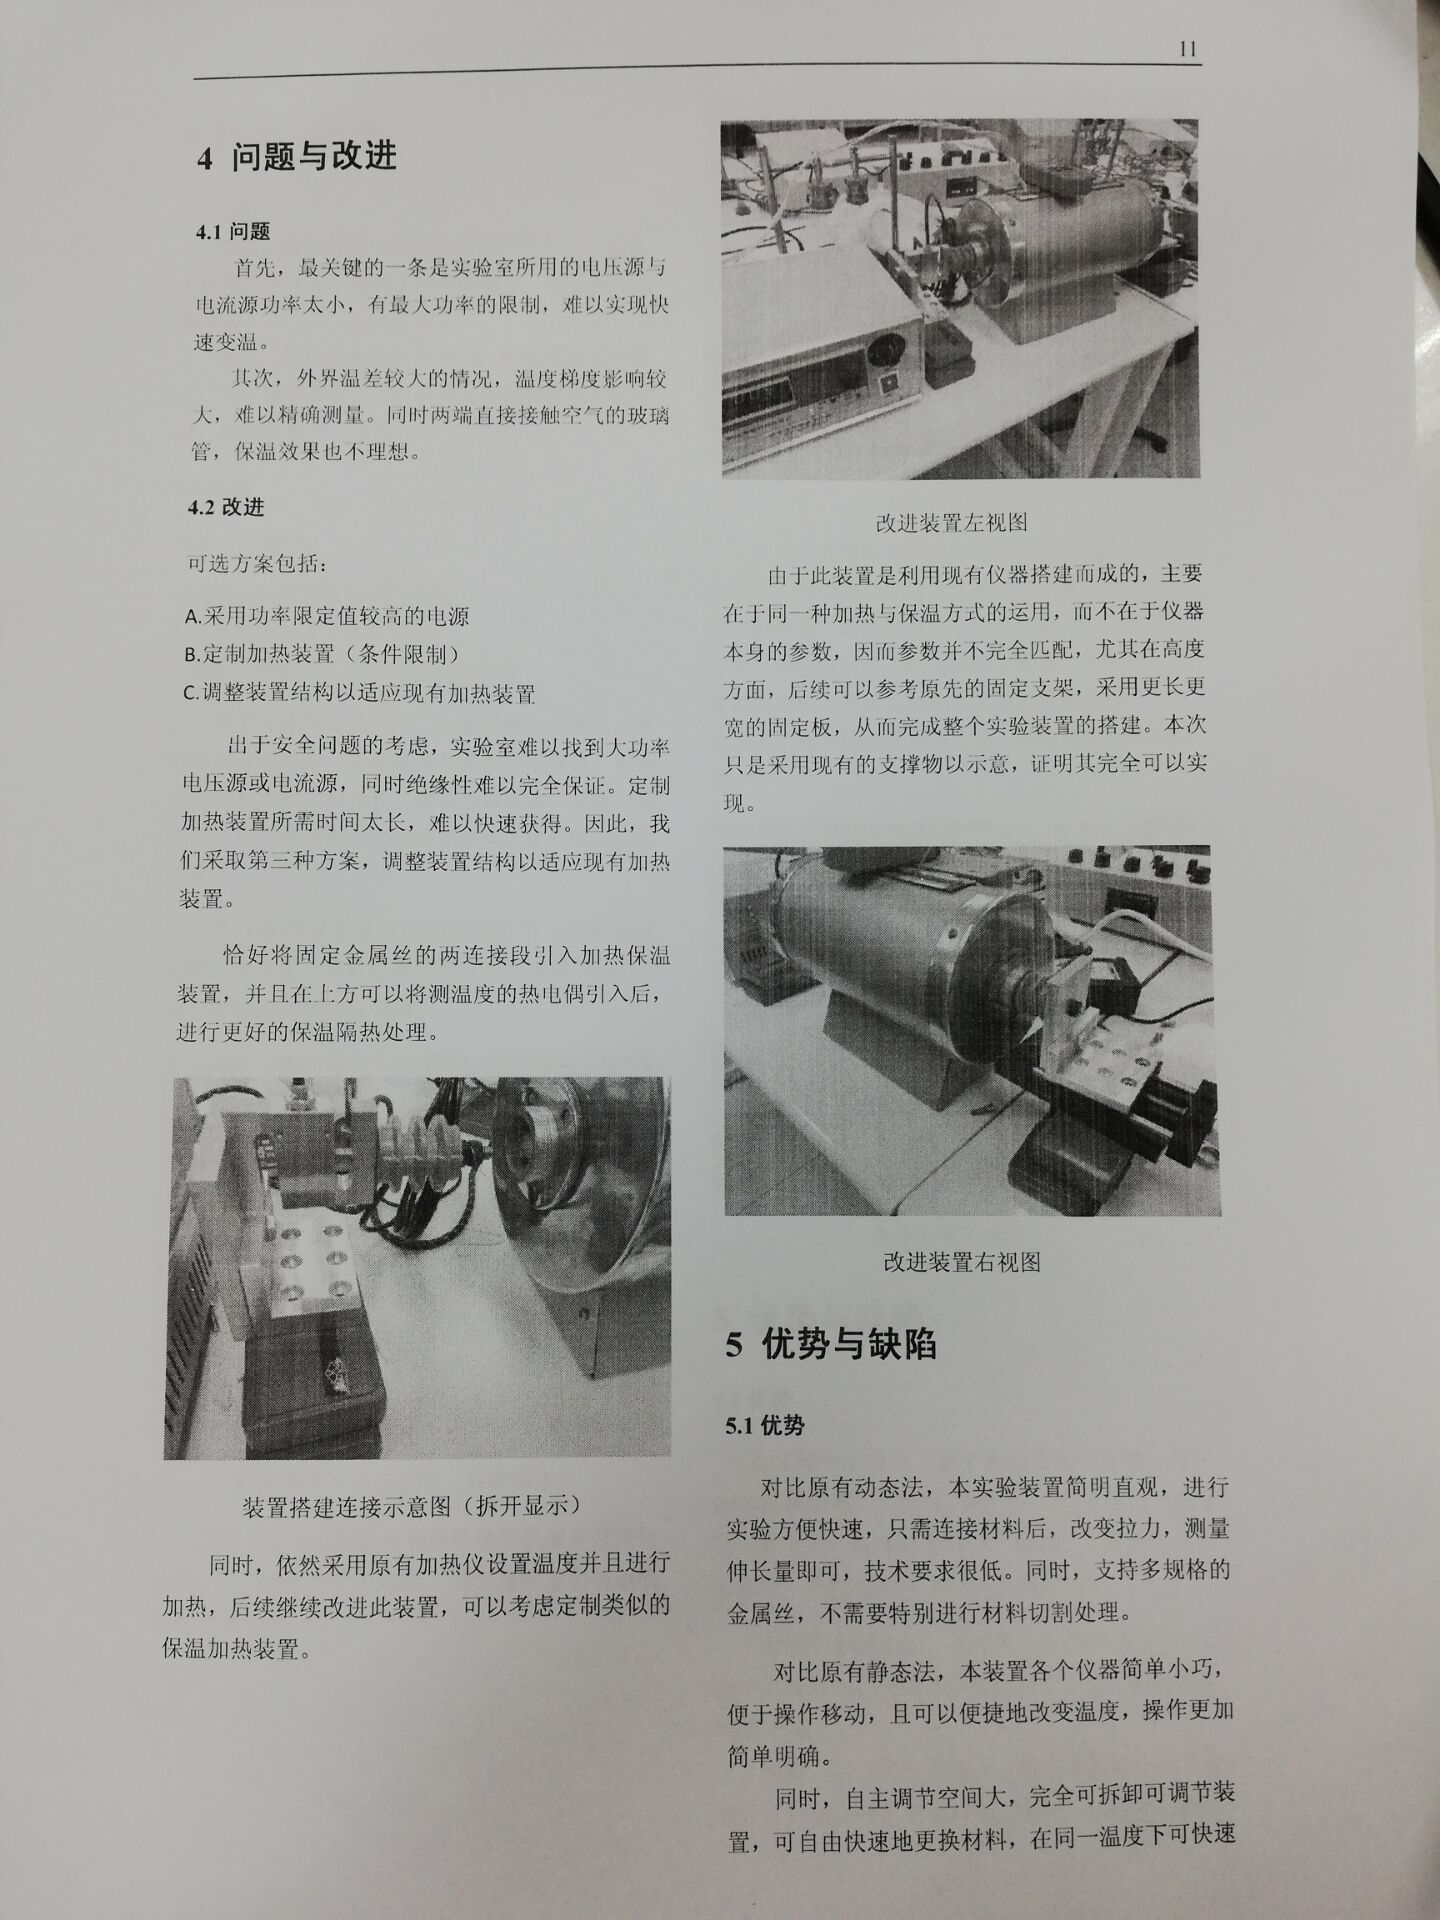 11
4 问题与改进
4.1 问题
首先，最关键的一条是实验室所用的电压源与
电流源功率太小，有最大功率的限制，难以实现快
速变温。
其次，外界温差较大的情况，温度梯度影响较
大，难以精确测量。同时两端直接接触空气的玻璃
管，保温效果也不理想。
4.2 改进
可选方案包括：
A.采用功率限定值较高的电源
B.定制加热装置（条件限制）
C.调整装置结构以适应现有加热装置
出于安全问题的考虑，实验室难以找到大功率
电压源或电流源，同时绝缘性难以完全保证。定制
加热装置所需时间太长，难以快速获得。因此，我
们采取第三种方案，调整装置结构以适应现有加热
装置。
恰好将固定金属丝的两连接段引入加热保温
装置，并且在上方可以将测温度的热电偶引入后，
进行更好的保温隔热处理。
装置搭建连接示意图（拆开显示）
同时，依然采用原有加热仪设置温度并且进行
加热，后续继续改进此装置，可以考虑定制类似的
保温加热装置。
改进装置左视图
由于此装置是利用现有仪器搭建而成的，主要
在于同一种加热与保温方式的运用，而不在于仪器
本身的参数，因而参数并不完全匹配，尤其在高度
方面，后续可以参考原先的固定支架，采用更长更
宽的固定板，从而完成整个实验装置的搭建。本次
只是采用现有的支撑物以示意，证明其完全可以实
现。
改进装置右视图
5 优势与缺陷
5.1 优势
对比原有动态法，本实验装置简明直观，进行
实验方便快速，只需连接材料后，改变拉力，测量
伸长量即可，技术要求很低。同时，支持多规格的
金属丝，不需要特别进行材料切割处理。
对比原有静态法，本装置各个仪器简单小巧，
便于操作移动，且可以便捷地改变温度，操作更加
简单明确。
同时，自主调节空间大，完全可拆卸可调节装
置，可自由快速地更换材料，在同一温度下可快速